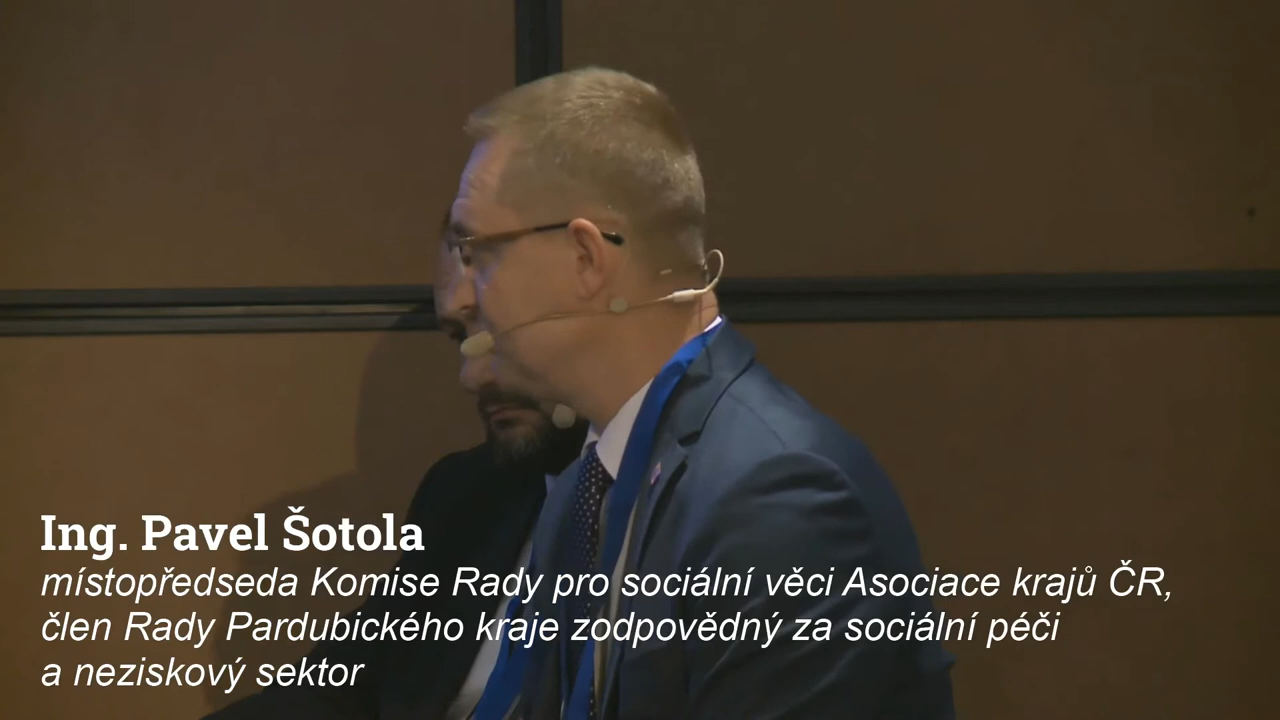 Ing. Pavel Šotola
místopředseda Komise Rady pro sociální věci Asociace krajů ČR,
člen Rady Pardubického kraje zodpovědný za sociální péči
a neziskový sektor